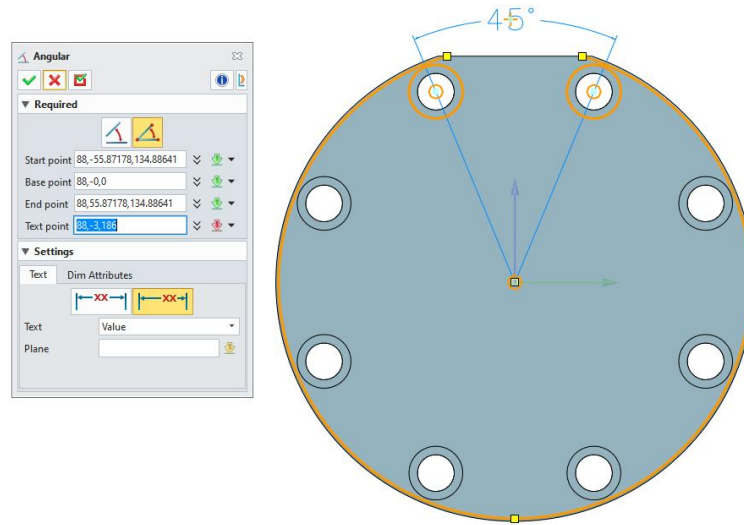 45°
Angular
Required
Start point 88,-55.87178,134.88641
Base point 88,-0,0
End point 88,55.87178,134.88641
Text point 88,-3,186
Settings
Text Dim Attributes
XX XX
Text Value
Plane